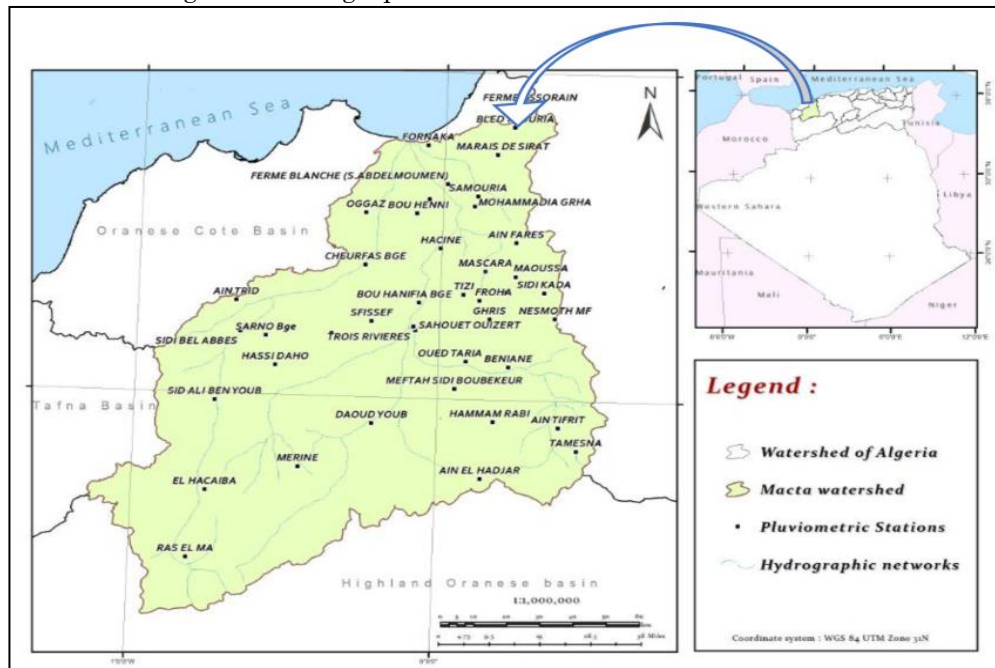 Mediterranean Sea
Oranese Cote Basin
Tafna Basin
Highland Oranese basin
N
FORNAKA
MARAIS DE SIRAT
FERME BLANCHE (S.ABDELMOUMEN)
SAMOURIA
OGGAZ
BOU HENNI
MOHAMMADIA GRHA
HACINE
AIN FARES
CHEURFAS BGE
MASCARA
MAOUSSA
AIN TRID
BOU HANIFIA BGE
TIZI
FROHA
SIDI KADA
SFISSEF
GHRIS
NESMOTH MF
SARNO Bge
SIDI BEL ABBES
TROIS RIVIERES
SAHOUET OUIZERT
HASSI DAHO
OUED TARIA
BENIANE
SID ALI BEN YOUB
MEFTAH SIDI BOUBEKEUR
DAOUD YOUB
HAMMAM RABI
AIN TIFRIT
TAMESNA
MERINE
EL HACAIBA
AIN EL HADJAR
RAS EL MA
1:1,000,000
Portugal
Spain
Mediterranean Sea
Morocco
Tunisia
Libya
Western Sahara
Mauritania
Mali
Niger
Legend :
Watershed of Algeria
Macta watershed
Pluviometric Stations
Hydrographic networks
Coordinate system : WGS 84 UTM Zone 31N